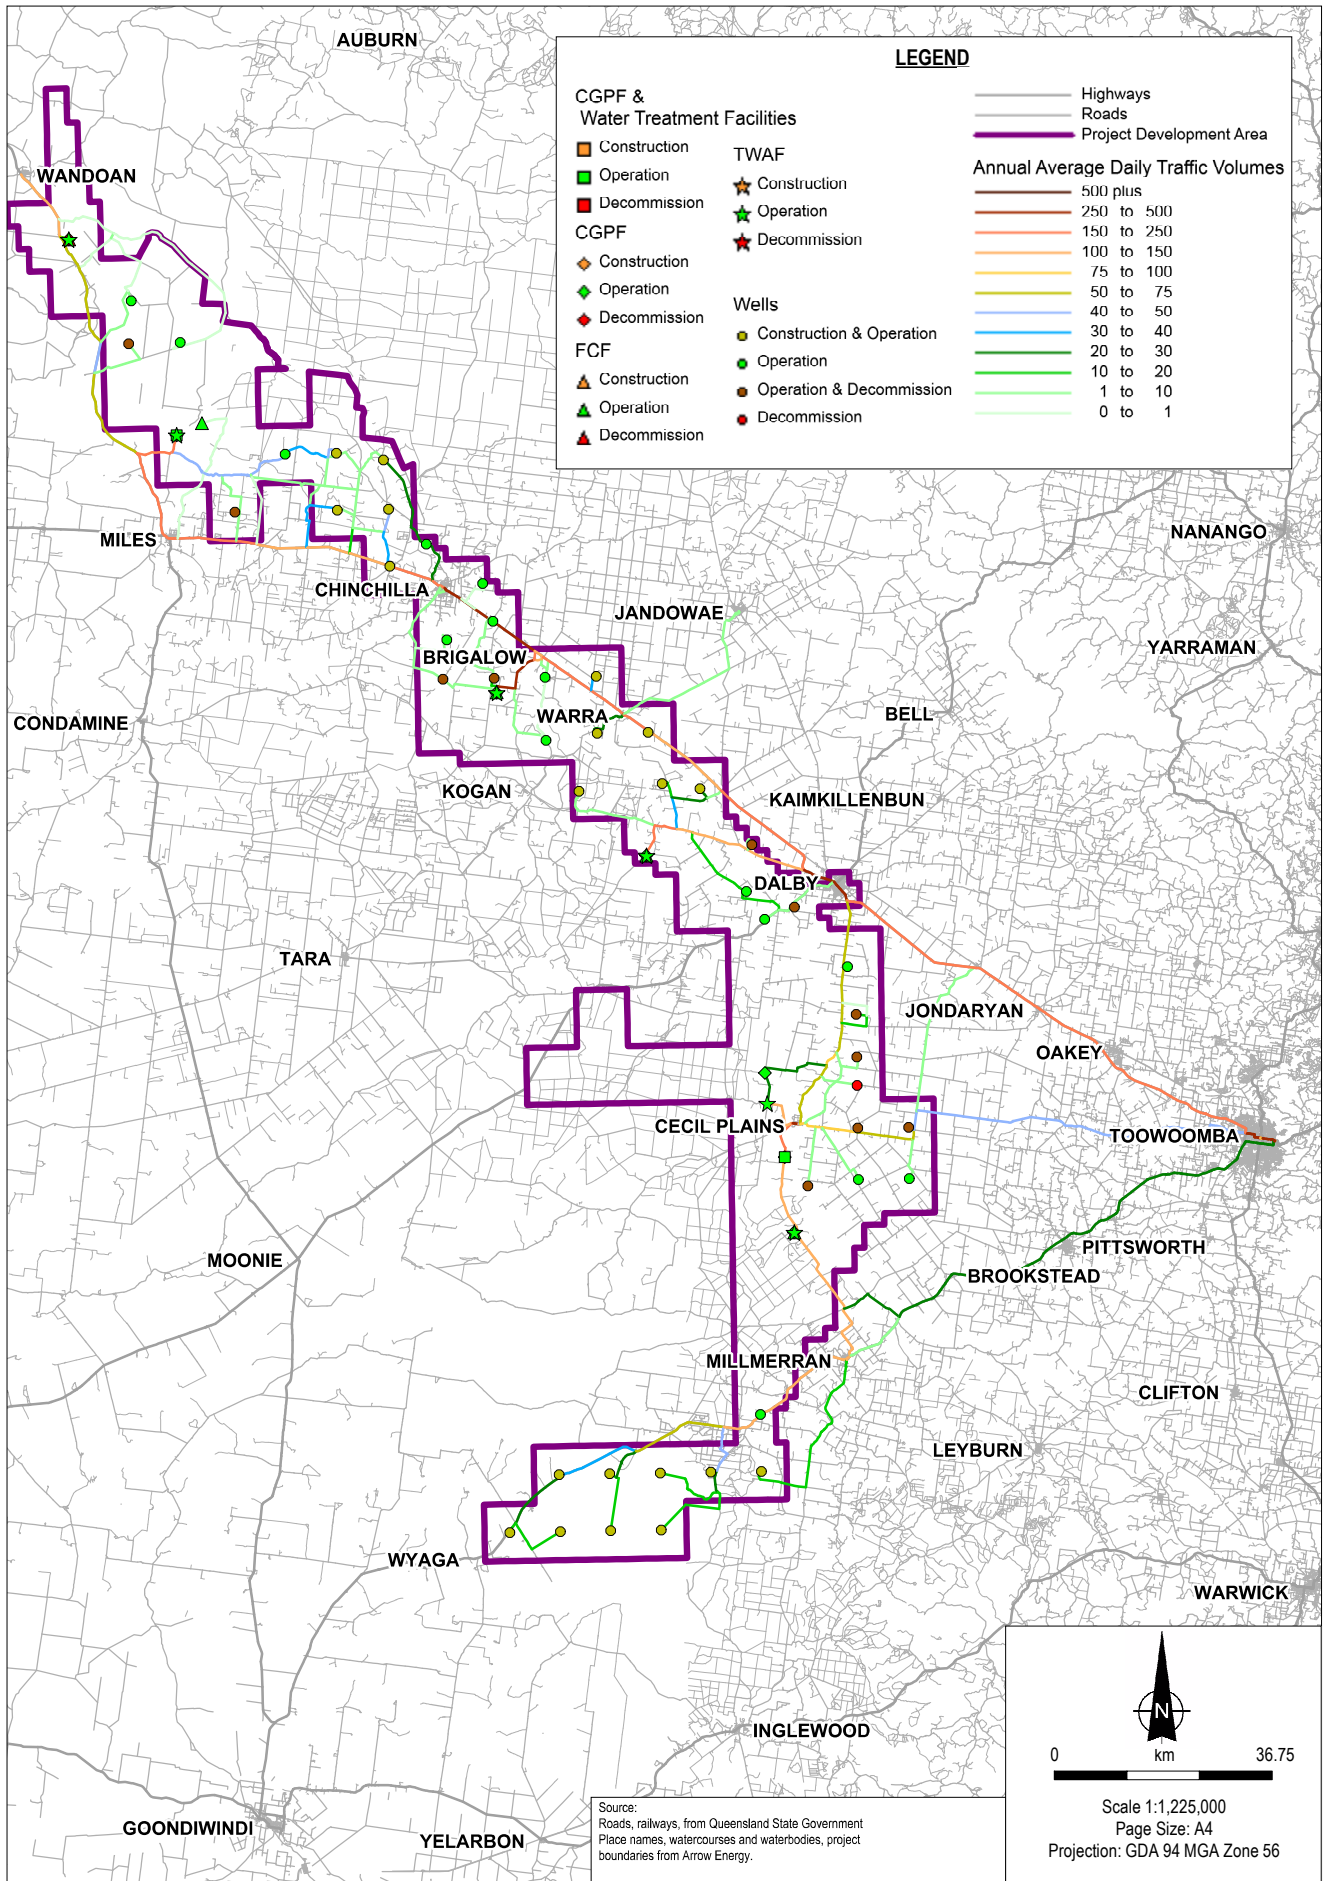 AUBURN
LEGEND
CGPF &
Water Treatment Facilities
Construction
Operation
Decommission
CGPF
Construction
Operation
Decommission
FCF
Construction
Operation
Decommission
TWAF
Construction
Operation
Decommission
Wells
Construction & Operation
Operation
Operation & Decommission
Decommission
Highways
Roads
Project Development Area
Annual Average Daily Traffic Volumes
500 plus
250 to 500
150 to 250
100 to 150
75 to 100
50 to 75
40 to 50
30 to 40
20 to 30
10 to 20
1 to 10
0 to 1
WANDOAN
NANANGO
MILES
CHINCHILLA
JANDOWAE
YARRAMAN
BRIGALOW
CONDAMINE
WARRA
BELL
KOGAN
KAIMKILLENBUN
DALBY
TARA
JONDARYAN
OAKEY
CECIL PLAINS
TOOWOOMBA
MOONIE
PITTSWORTH
BROOKSTEAD
MILLMERRAN
CLIFTON
LEYBURN
WYAGA
WARWICK
INGLEWOOD
GOONDIWINDI
YELARBON
N
0 km 36.75
Scale 1:1,225,000
Page Size: A4
Projection: GDA 94 MGA Zone 56
Source:
Roads, railways, from Queensland State Government
Place names, watercourses and waterbodies, project
boundaries from Arrow Energy.